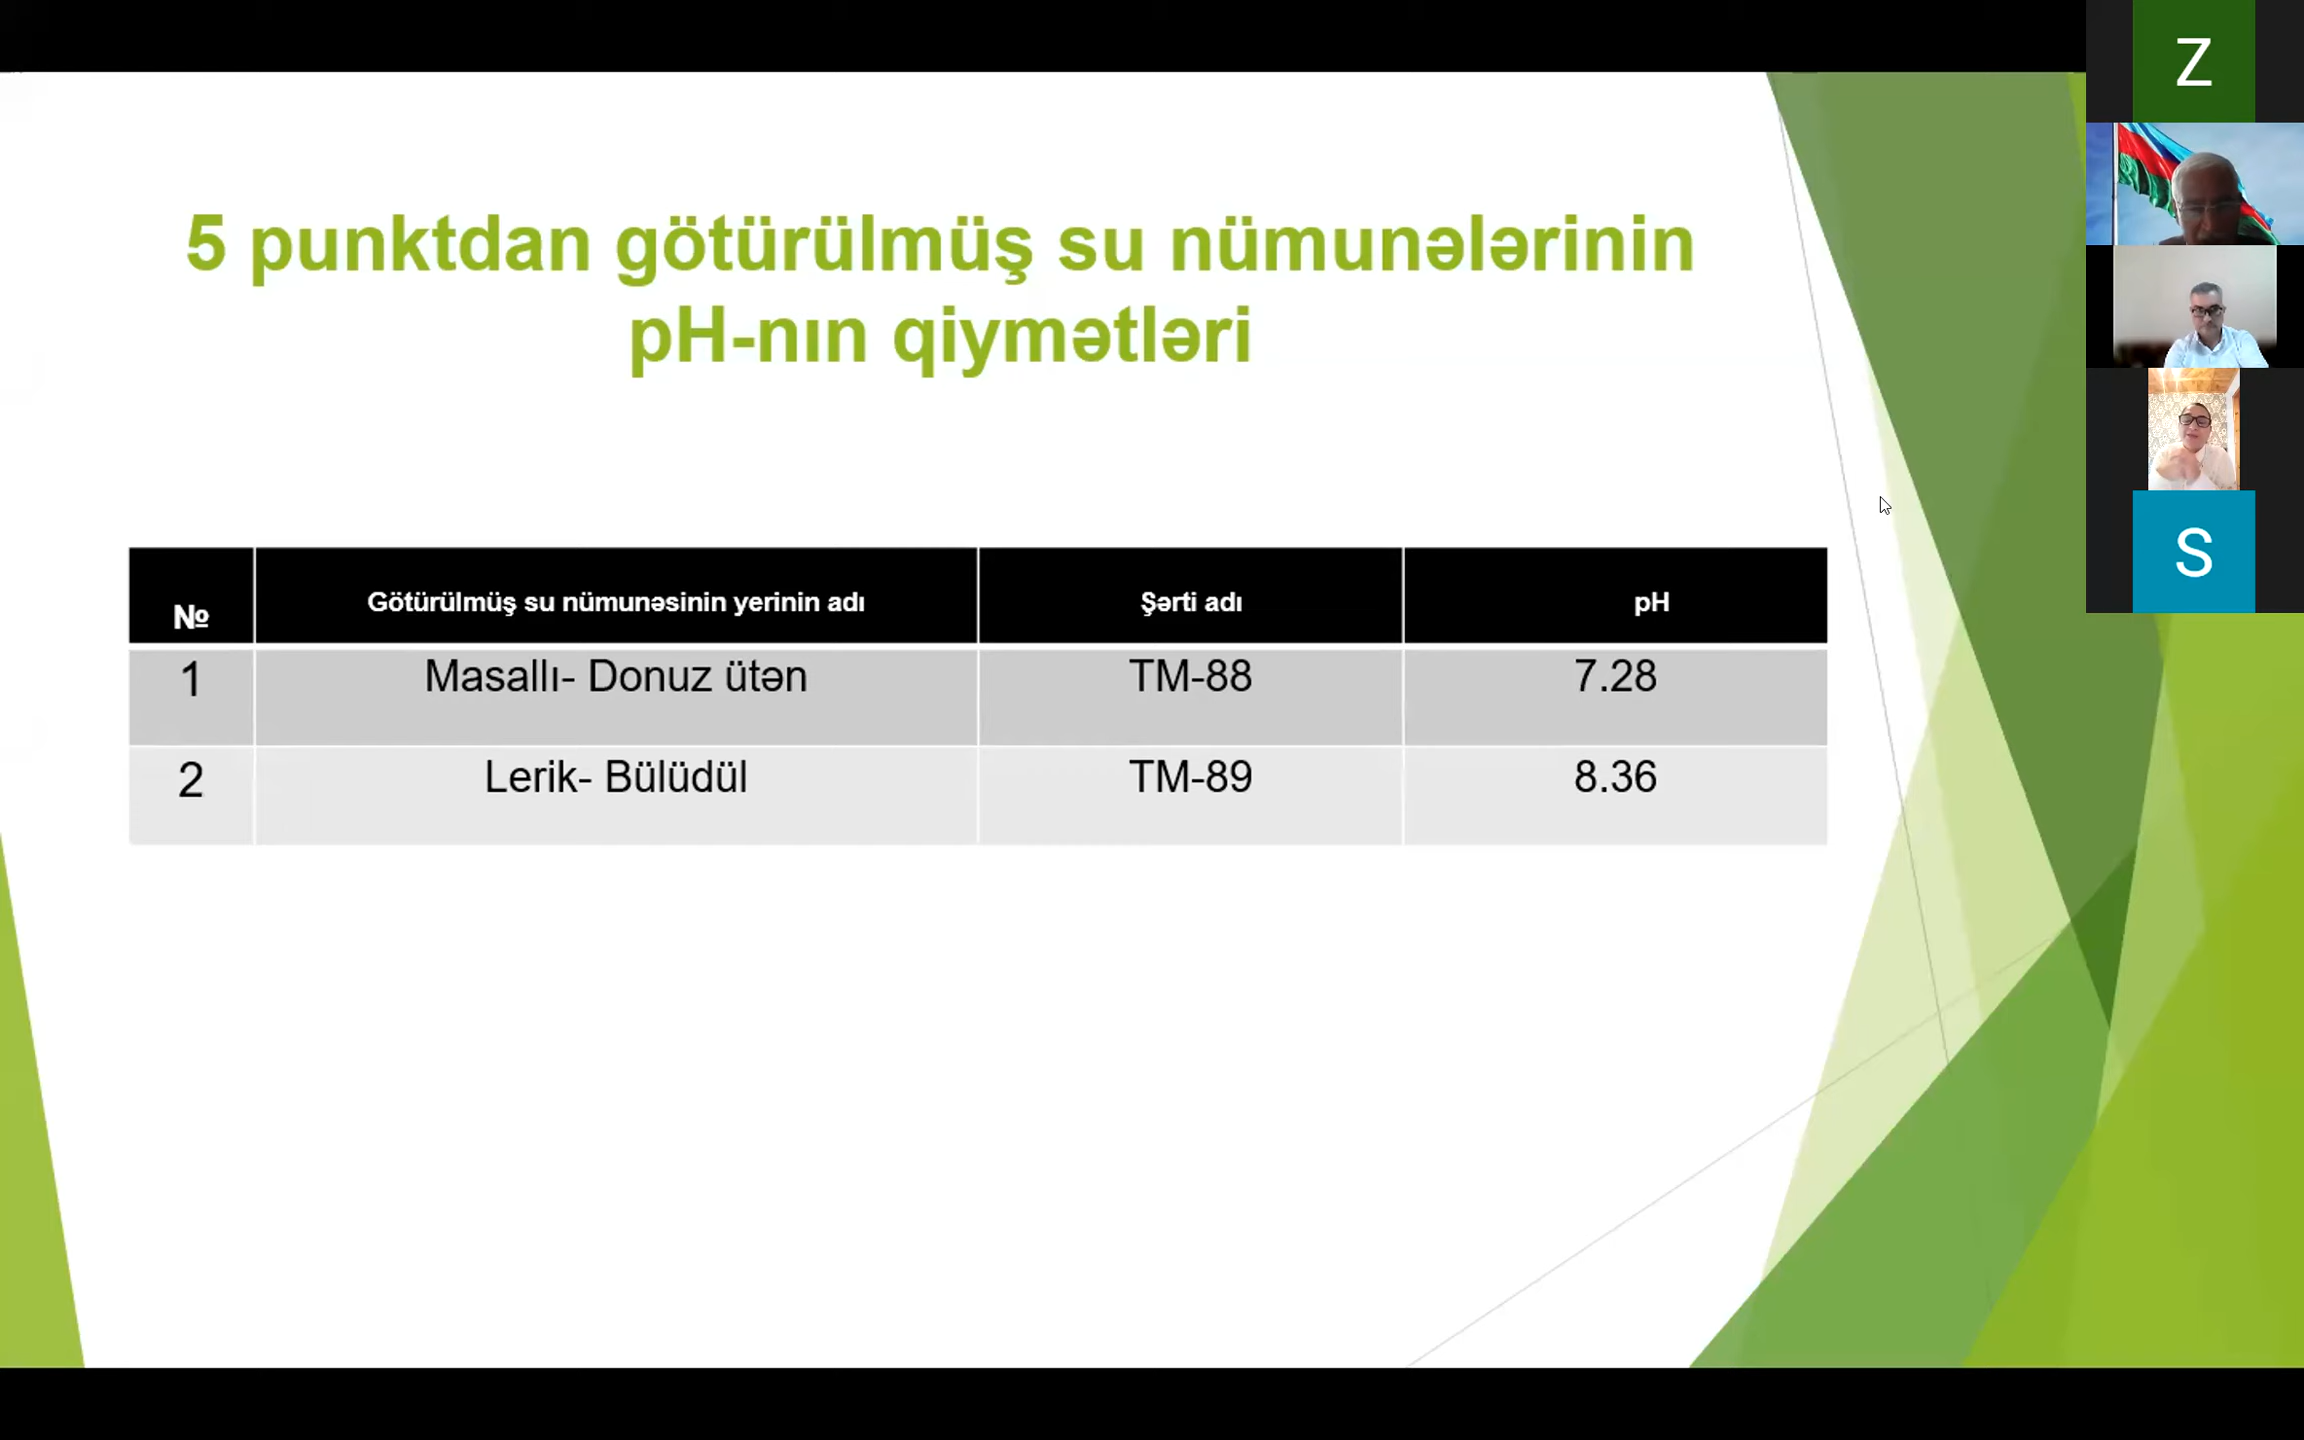 5 punktdan götürülmüş su nümunələrinin
pH-nın qiymətləri
№ Götürülmüş su nümunəsinin yerinin adı Şərti adı pH
1 Masallı- Donuz ütən TM-88 7.28
2 Lerik- Bülüdül TM-89 8.36
Z
S